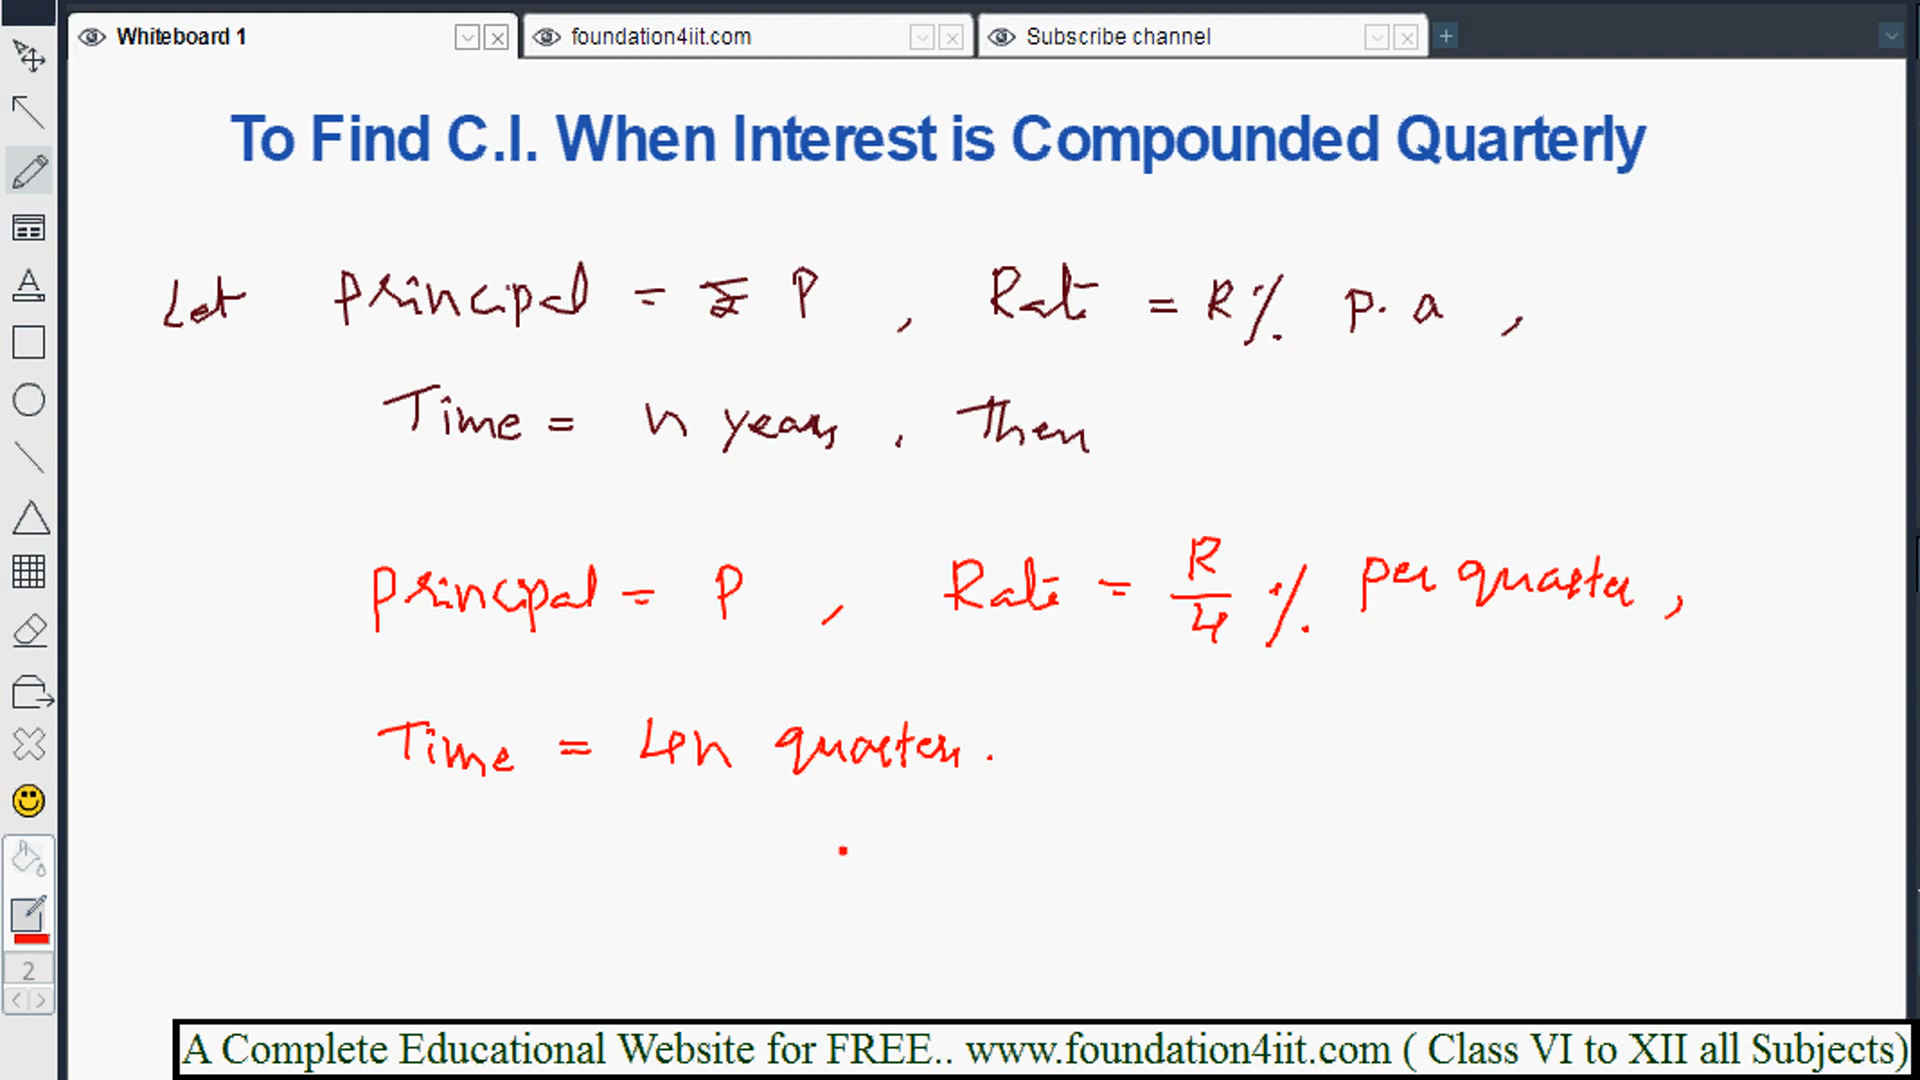 Whiteboard 1 foundation4iit.com Subscribe channel
To Find C.I. When Interest is Compounded Quarterly
Let Principal = ₹ P , Rate = R% p.a ,
Time = n years . Then
Principal = P , Rate = R/4 % per quarter ,
Time = 4n quarters .
2
A Complete Educational Website for FREE.. www.foundation4iit.com ( Class VI to XII all Subjects)